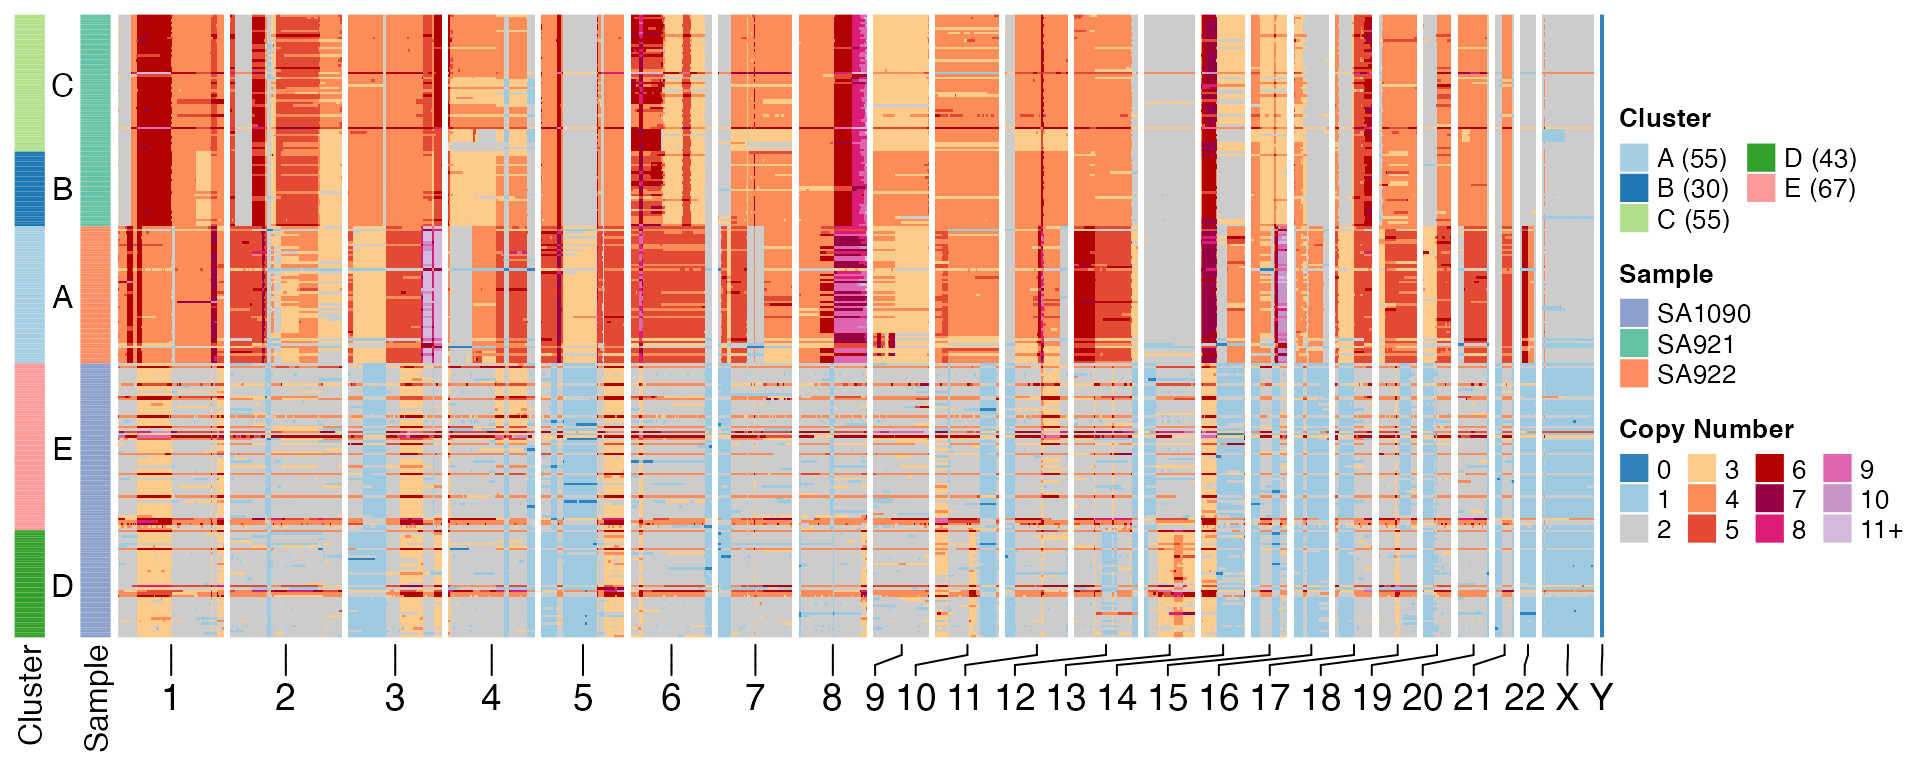 C
B
A
E
D
Cluster
Sample
1 2 3 4 5 6 7 8 9 10 11 12 13 14 15 16 17 18 19 20 21 22 X Y
Cluster
A (55) D (43)
B (30) E (67)
C (55)
Sample
SA1090
SA921
SA922
Copy Number
0 3 6 9
1 4 7 10
2 5 8 11+